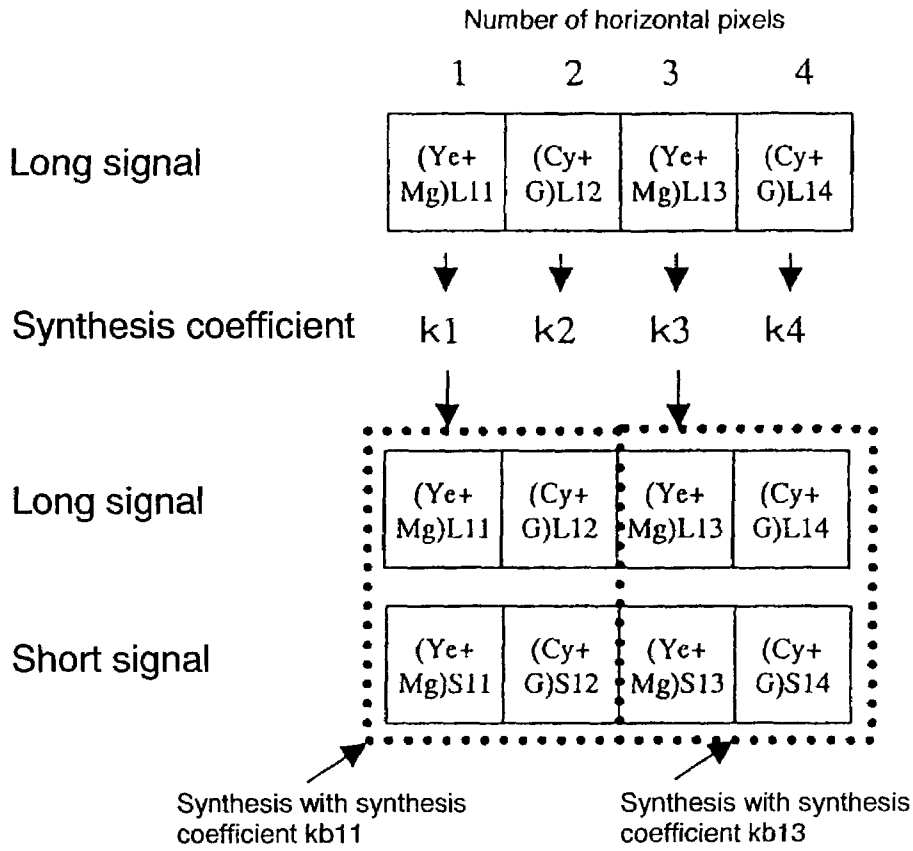 Number of horizontal pixels
1 2 3 4
Long signal
(Ye+ (Cy+ (Ye+ (Cy+
Mg)L11 G)L12 Mg)L13 G)L14
Synthesis coefficient k1 k2 k3 k4
Long signal
(Ye+ (Cy+ (Ye+ (Cy+
Mg)L11 G)L12 Mg)L13 G)L14
Short signal
(Ye+ (Cy+ (Ye+ (Cy+
Mg)S11 G)S12 Mg)S13 G)S14
Synthesis with synthesis
coefficient kb11
Synthesis with synthesis
coefficient kb13